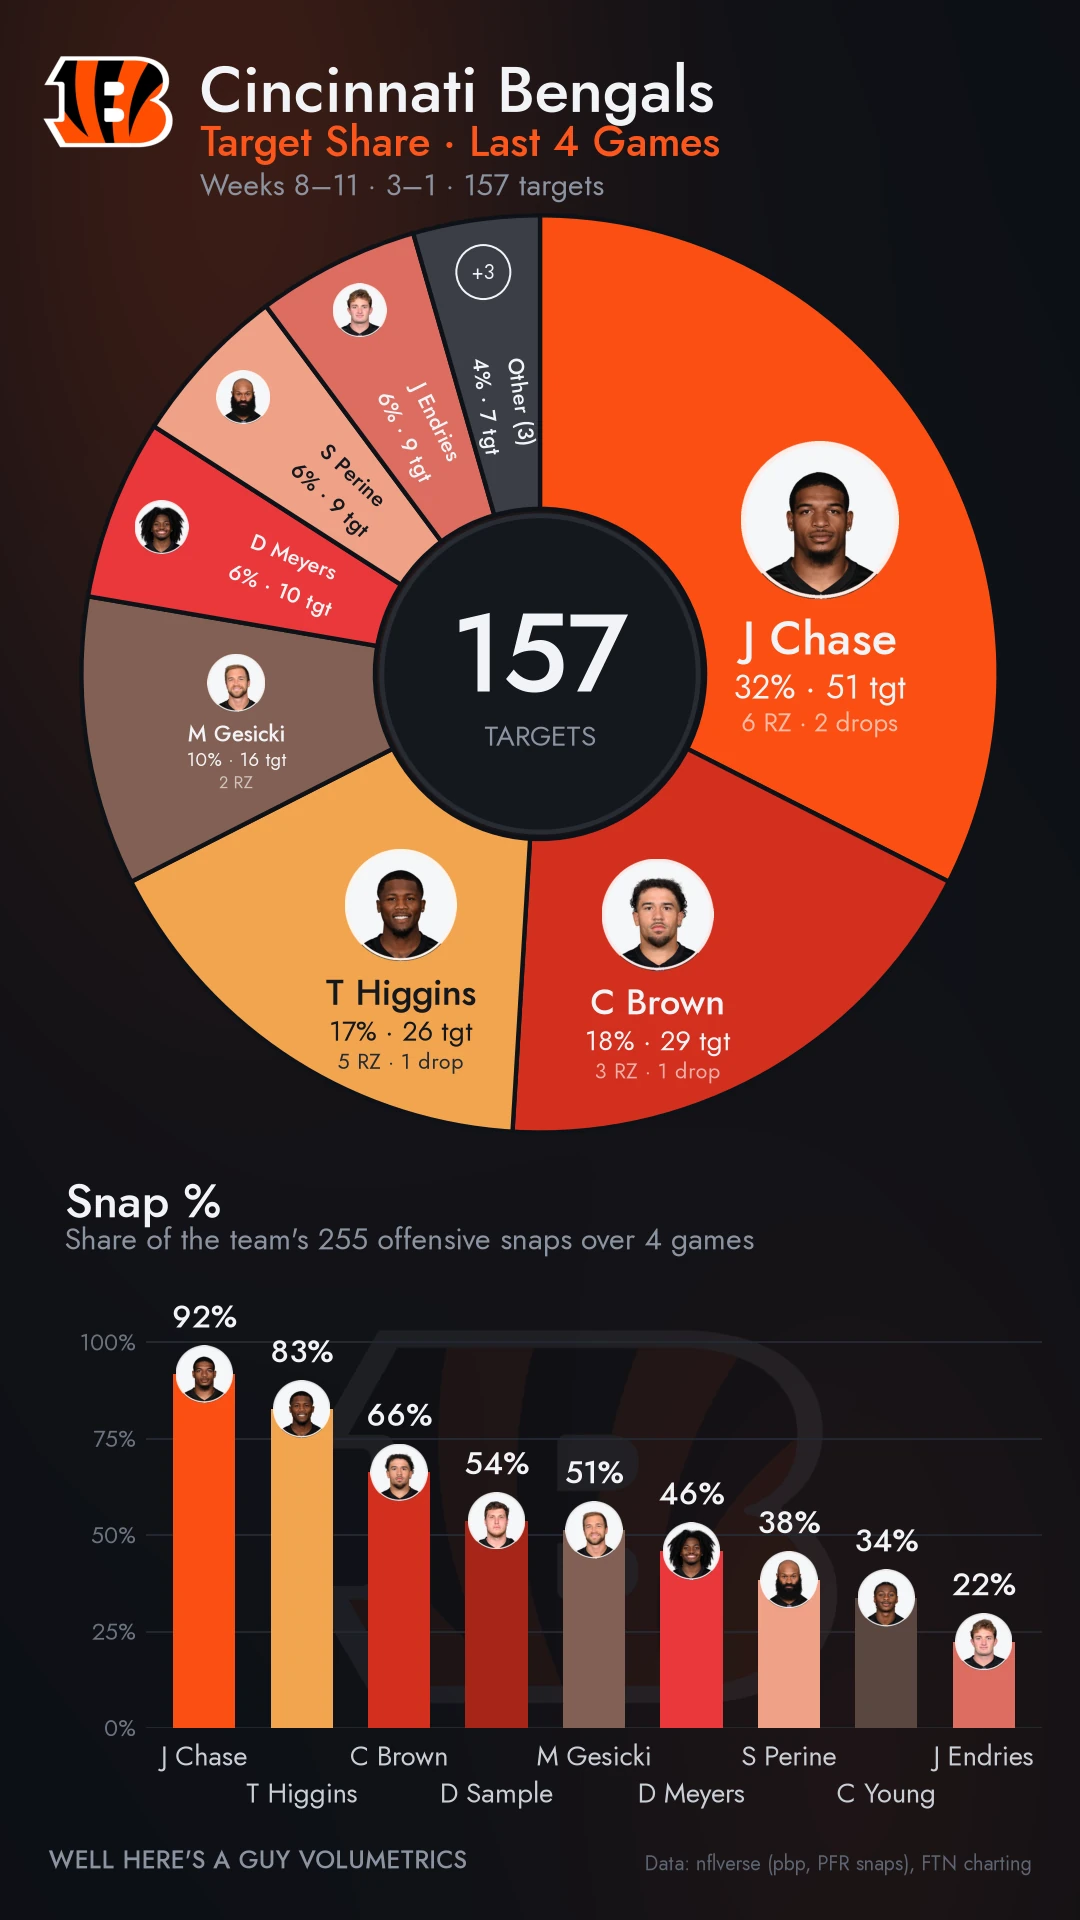 Cincinnati Bengals
Target Share · Last 4 Games
Weeks 8–11 · 3–1 · 157 targets
+3
Other (3)
4% · 7 tgt
J Endries
6% · 9 tgt
S Perine
6% · 9 tgt
D Meyers
6% · 10 tgt
M Gesicki
10% · 16 tgt
2 RZ
J Chase
32% · 51 tgt
6 RZ · 2 drops
157
TARGETS
T Higgins
17% · 26 tgt
5 RZ · 1 drop
C Brown
18% · 29 tgt
3 RZ · 1 drop
Snap %
Share of the team's 255 offensive snaps over 4 games
92%
83%
66%
54%
51%
46%
38%
34%
22%
100%
75%
50%
25%
0%
J Chase
T Higgins
C Brown
D Sample
M Gesicki
D Meyers
S Perine
C Young
J Endries
WELL HERE'S A GUY VOLUMETRICS
Data: nflverse (pbp, PFR snaps), FTN charting